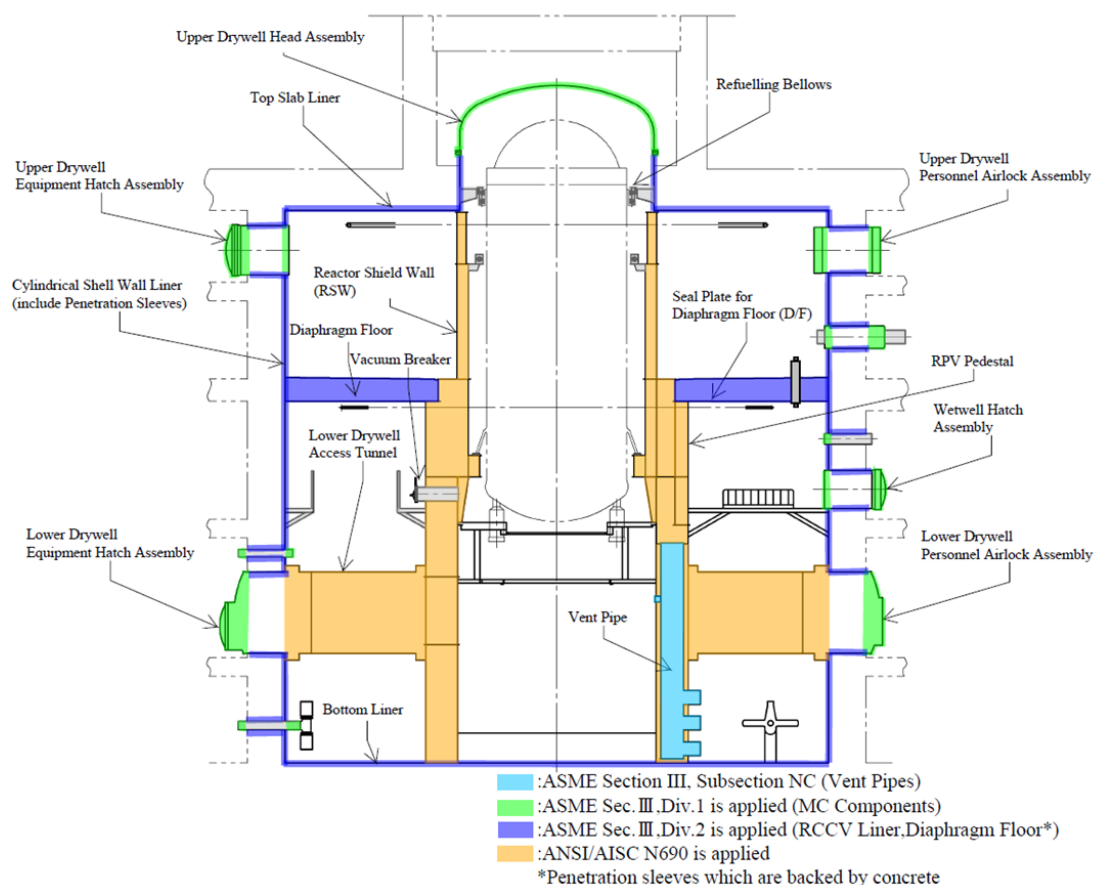 Upper Drywell Head Assembly
Refuelling Bellows
Top Slab Liner
Upper Drywell
Equipment Hatch Assembly
Upper Drywell
Personnel Airlock Assembly
Cylindrical Shell Wall Liner
(include Penetration Sleeves)
Reactor Shield Wall
(RSW)
Seal Plate for
Diaphragm Floor (D/F)
Diaphragm Floor
Vacuum Breaker
RPV Pedestal
Wetwell Hatch
Assembly
Lower Drywell
Access Tunnel
Lower Drywell
Equipment Hatch Assembly
Lower Drywell
Personnel Airlock Assembly
Vent Pipe
Bottom Liner
:ASME Section III, Subsection NC (Vent Pipes)
:ASME Sec.Ⅲ,Div.1 is applied (MC Components)
:ASME Sec.Ⅲ,Div.2 is applied (RCCV Liner,Diaphragm Floor*)
:ANSI/AISC N690 is applied
*Penetration sleeves which are backed by concrete